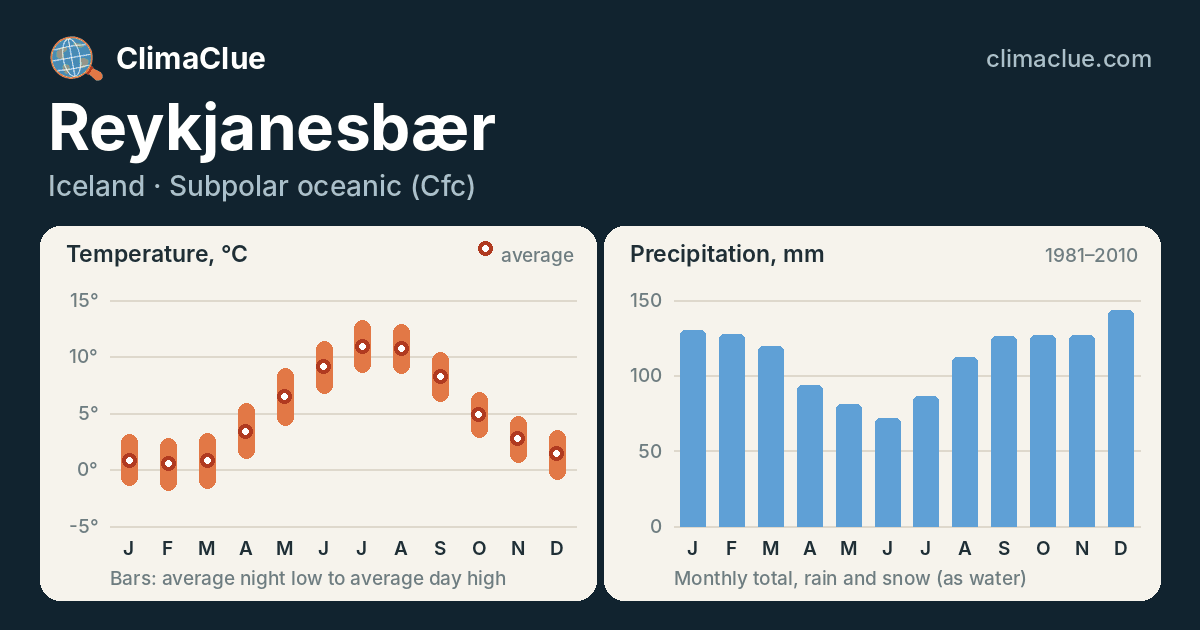 ClimaClue
climaclue.com
Reykjanesbær
Iceland · Subpolar oceanic (Cfc)
Temperature, °C
average
15°
10°
5°
0°
-5°
J F M A M J J A S O N D
Bars: average night low to average day high
Precipitation, mm
1981–2010
150
100
50
0
J F M A M J J A S O N D
Monthly total, rain and snow (as water)